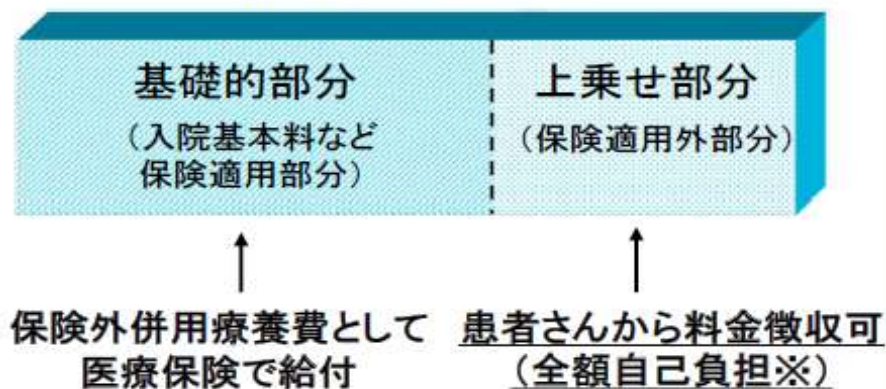 基礎的部分
（入院基本料など
保険適用部分）
上乗せ部分
（保険適用外部分）
保険外併用療養費として
医療保険で給付
患者さんから料金徴収可
（全額自己負担※）